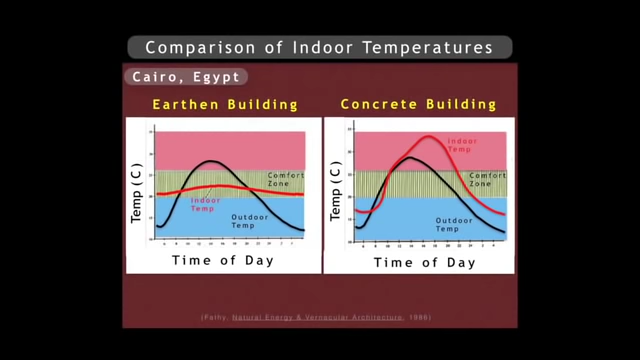 Comparison of Indoor Temperatures
Cairo, Egypt
Earthen Building
Temp (C)
Comfort
Zone
Indoor
Temp
Outdoor
Temp
Time of Day
Concrete Building
Temp (C)
Indoor
Temp
Comfort
Zone
Outdoor
Temp
Time of Day
(Fathy, Natural Energy & Vernacular Architecture, 1986)